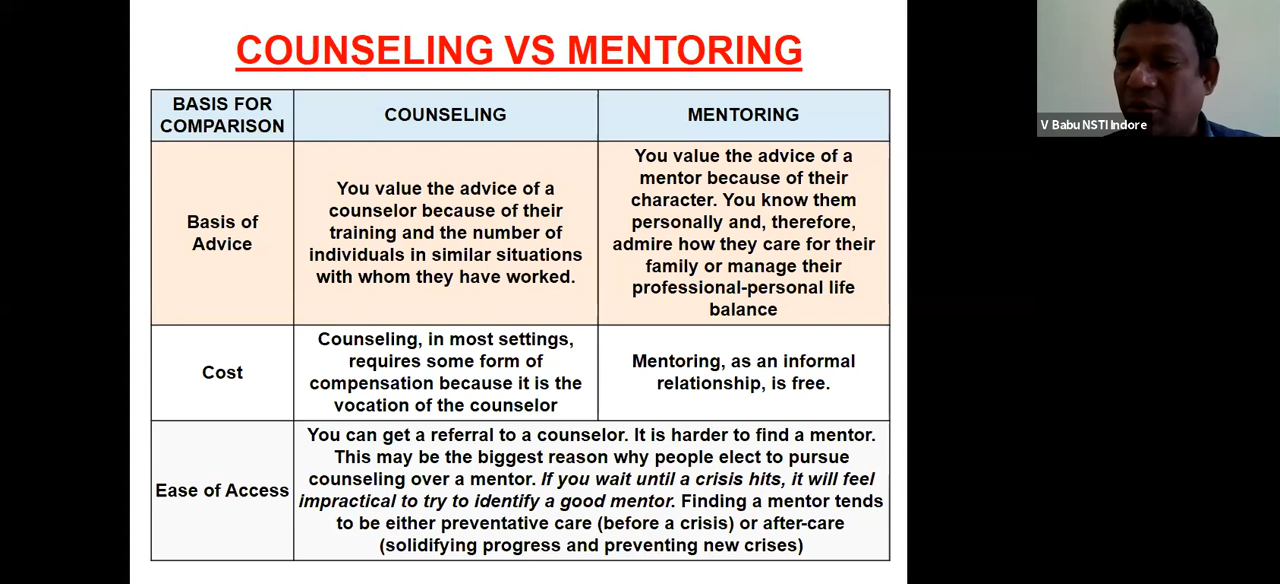 COUNSELING VS MENTORING
BASIS FOR
COMPARISON
COUNSELING
MENTORING
Basis of
Advice
You value the advice of a
counselor because of their
training and the number of
individuals in similar situations
with whom they have worked.
You value the advice of a
mentor because of their
character. You know them
personally and, therefore,
admire how they care for their
family or manage their
professional-personal life
balance
Cost
Counseling, in most settings,
requires some form of
compensation because it is the
vocation of the counselor
Mentoring, as an informal
relationship, is free.
Ease of Access
You can get a referral to a counselor. It is harder to find a mentor.
This may be the biggest reason why people elect to pursue
counseling over a mentor. If you wait until a crisis hits, it will feel
impractical to try to identify a good mentor. Finding a mentor tends
to be either preventative care (before a crisis) or after-care
(solidifying progress and preventing new crises)
V Babu NSTI Indore